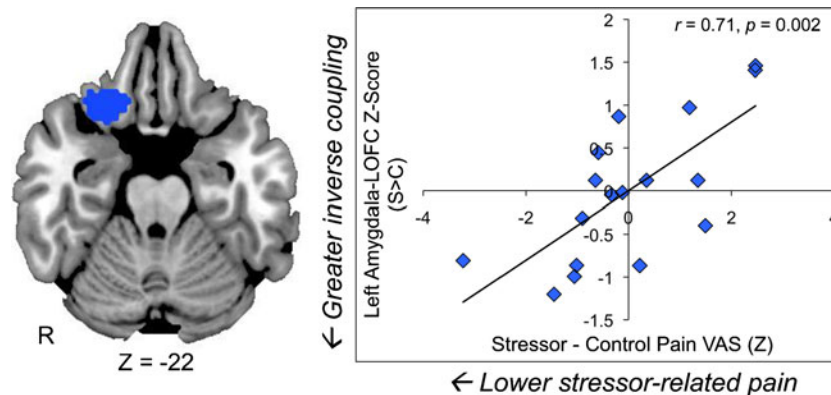 R
Z = -22
← Greater inverse coupling
Left Amygdala-LOFC Z-Score
(S>C)
r = 0.71, p = 0.002
2
1.5
1
0.5
0
-0.5
-1
-1.5
-4
-2
0
2
4
Stressor - Control Pain VAS (Z)
← Lower stressor-related pain